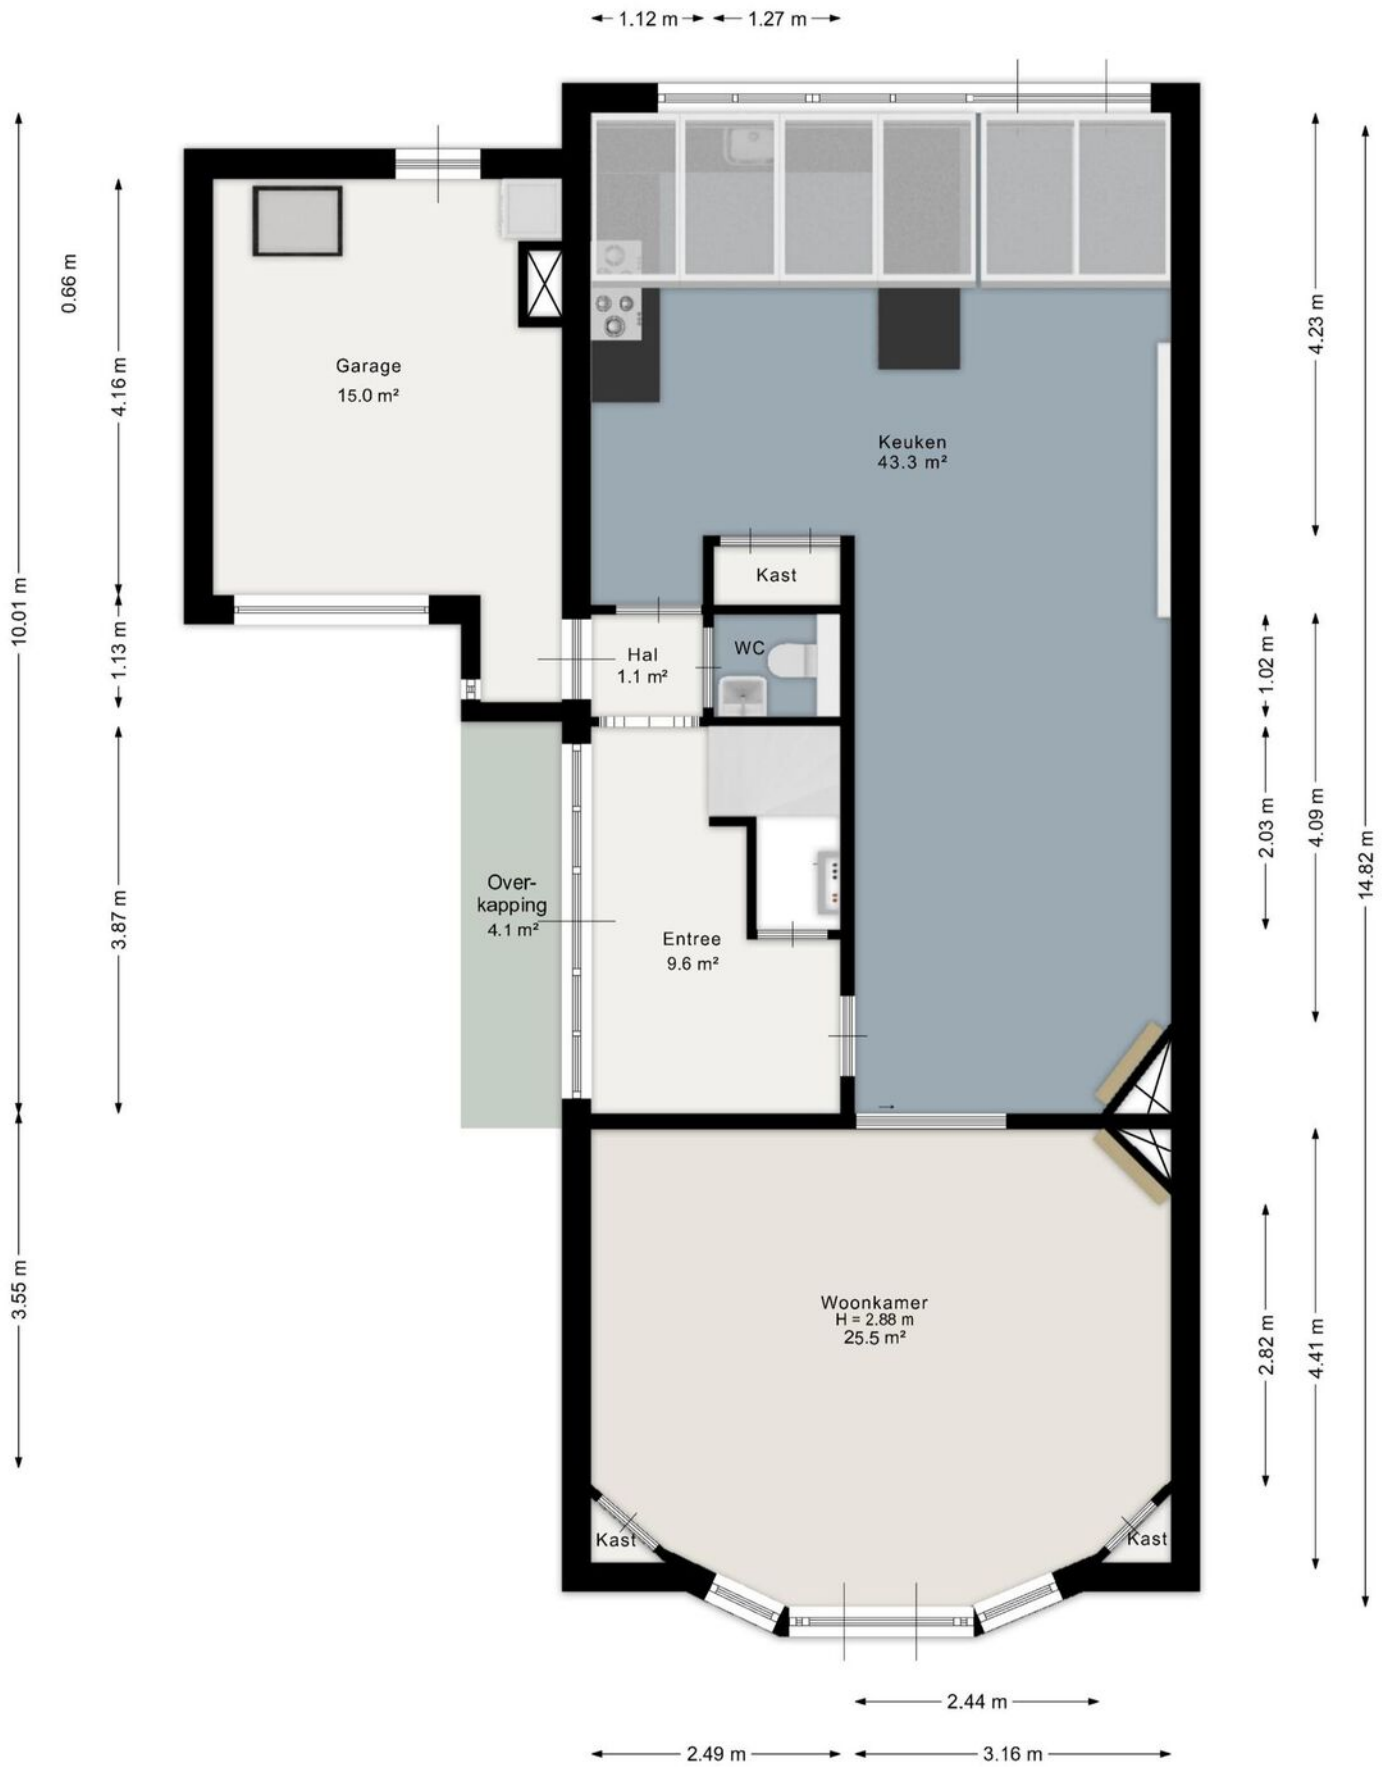 1.12 m
1.27 m
0.66 m
4.16 m
4.23 m
Garage
15.0 m²
Keuken
43.3 m²
10.01 m
1.13 m
Kast
WC
Hal
1.1 m²
1.02 m
2.03 m
4.09 m
14.82 m
3.87 m
Over-
kapping
4.1 m²
Entree
9.6 m²
3.55 m
Woonkamer
H = 2.88 m
25.5 m²
2.82 m
4.41 m
Kast
Kast
2.44 m
2.49 m
3.16 m